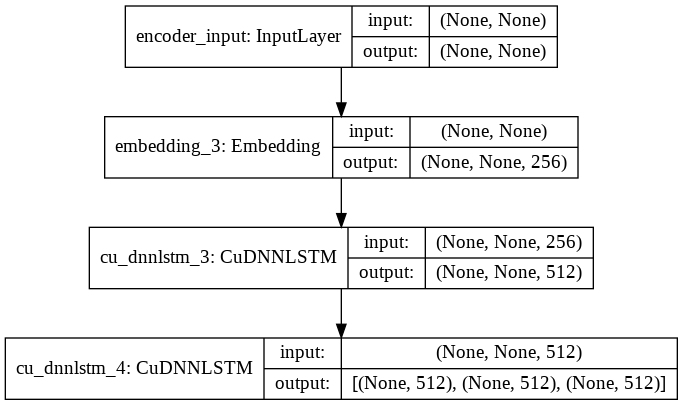 encoder_input: InputLayer
input: (None, None)
output: (None, None)
embedding_3: Embedding
input: (None, None)
output: (None, None, 256)
cu_dnnlstm_3: CuDNNLSTM
input: (None, None, 256)
output: (None, None, 512)
cu_dnnlstm_4: CuDNNLSTM
input: (None, None, 512)
output: [(None, 512), (None, 512), (None, 512)]